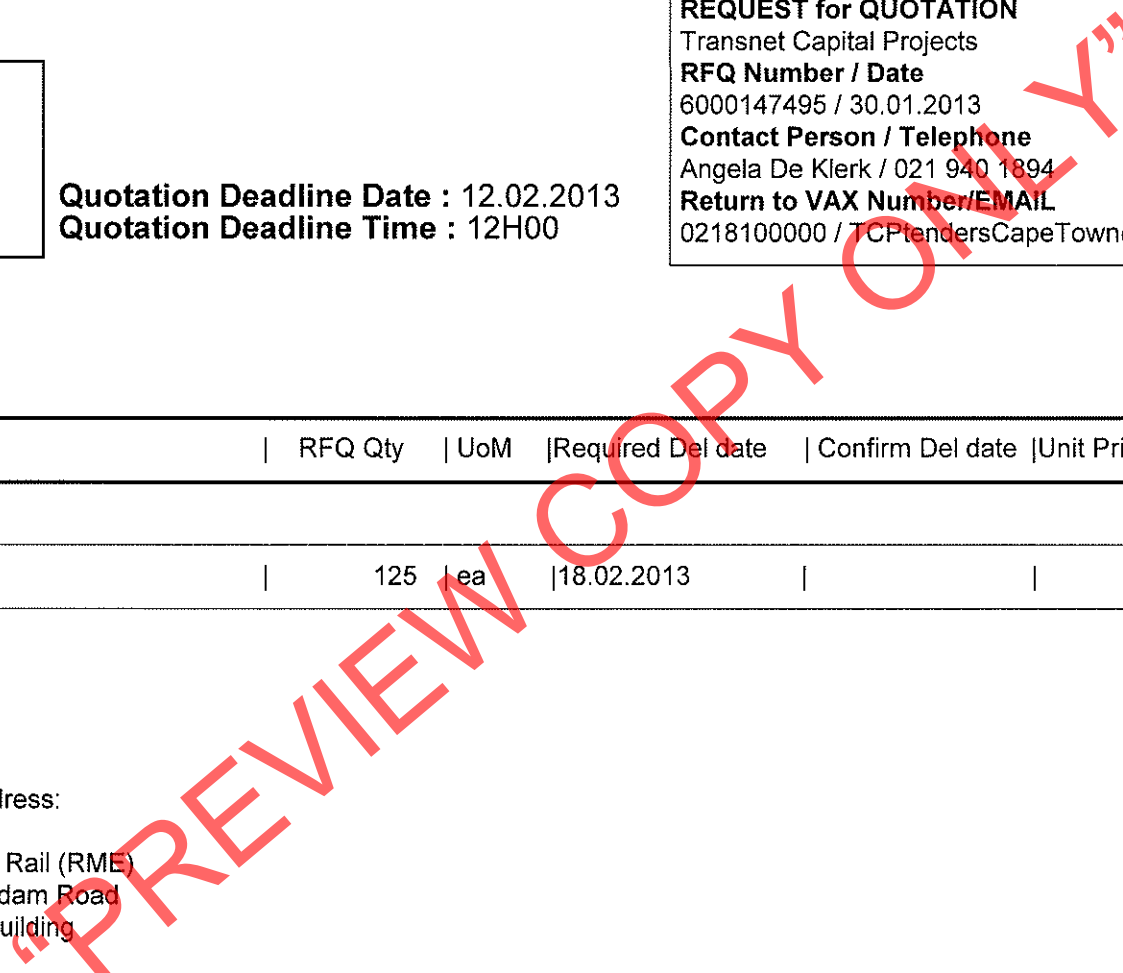 REQUEST for QUOTATION
Transnet Capital Projects
RFQ Number / Date
6000147495 / 30.01.2013
Contact Person / Telephone
Angela De Klerk / 021 940 1894
Return to VAX Number/EMAIL
0218100000 / TCPtendersCapeTown
Quotation Deadline Date : 12.02.2013
Quotation Deadline Time : 12H00
| RFQ Qty | UoM |Required Del date | Confirm Del date |Unit Pri
| 125 | ea |18.02.2013 | |
dress:
Rail (RME)
dam Road
uilding
“PREVIEW COPY ONLY”